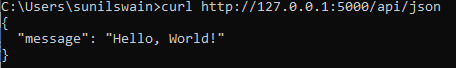 C:\Users\sunilswain>curl http://127.0.0.1:5000/api/json
{
  "message": "Hello, World!"
}